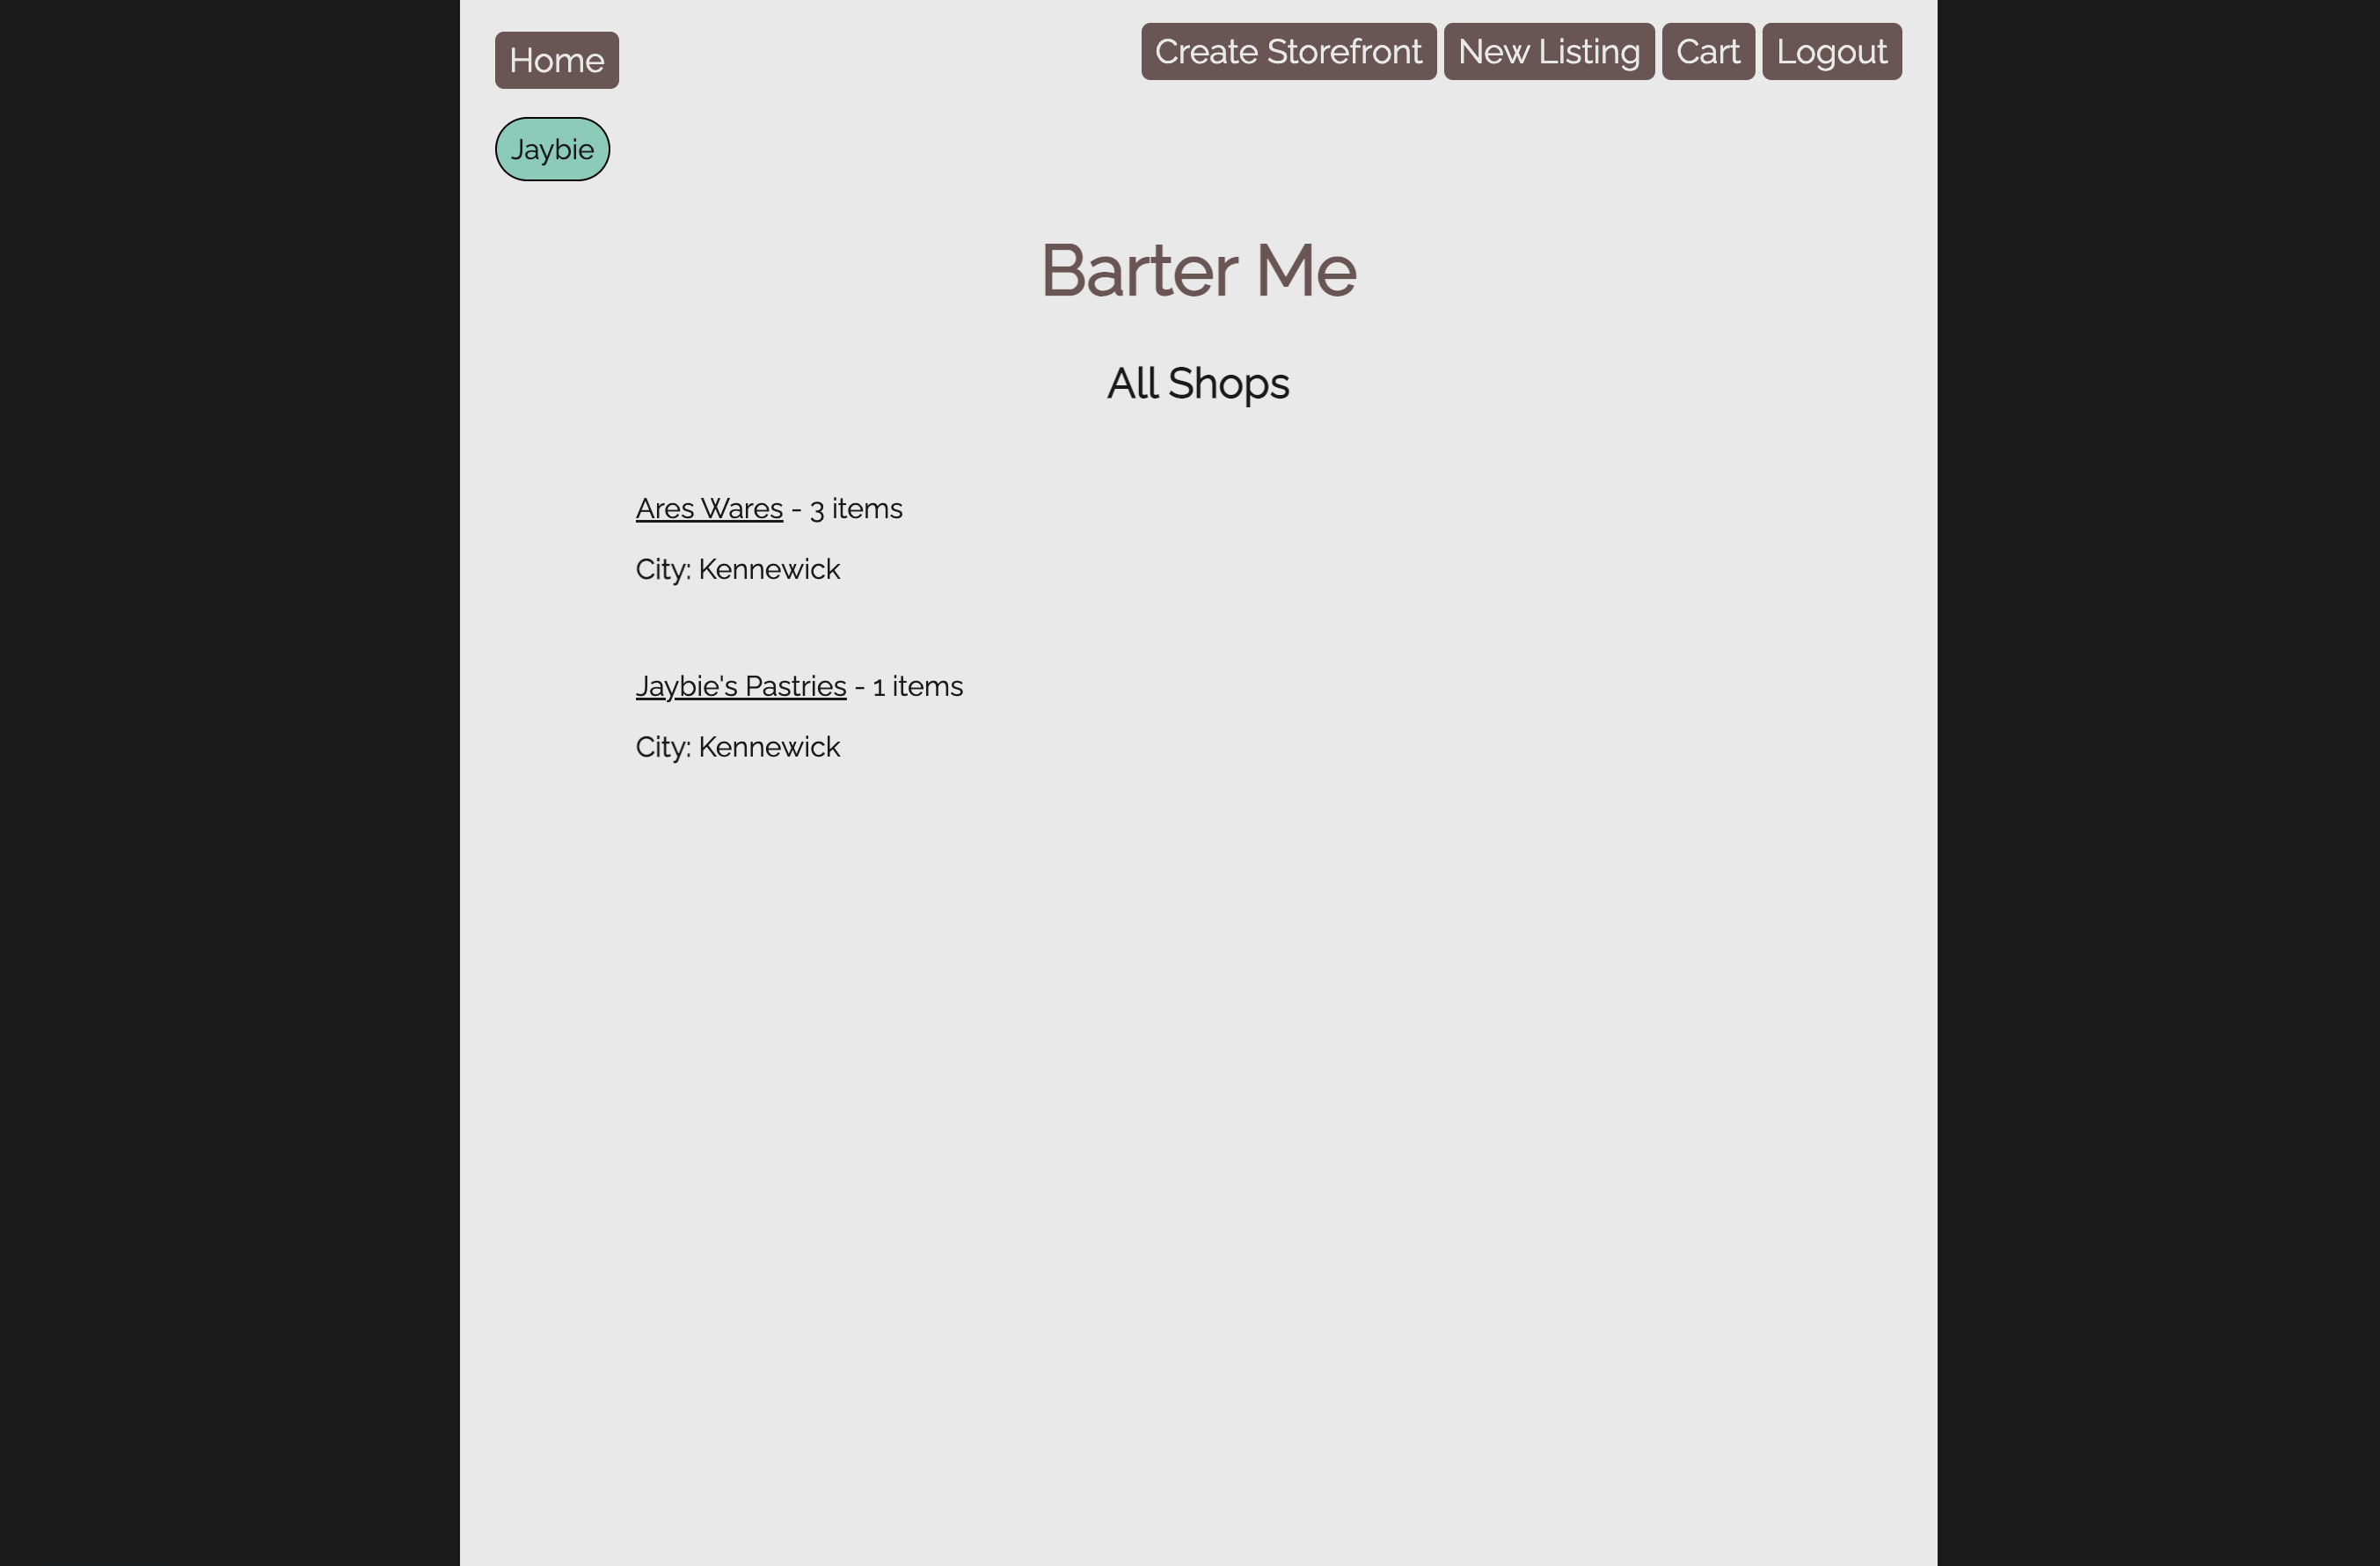 Home
Create Storefront New Listing Cart Logout
Jaybie
Barter Me
All Shops
Ares Wares - 3 items
City: Kennewick
Jaybie's Pastries - 1 items
City: Kennewick